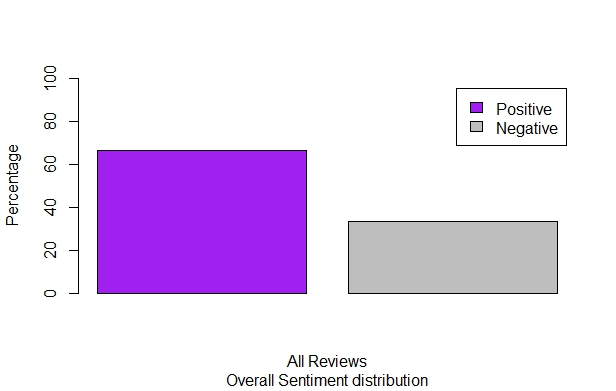 100
80
60
40
20
0
Percentage
Positive
Negative
All Reviews
Overall Sentiment distribution